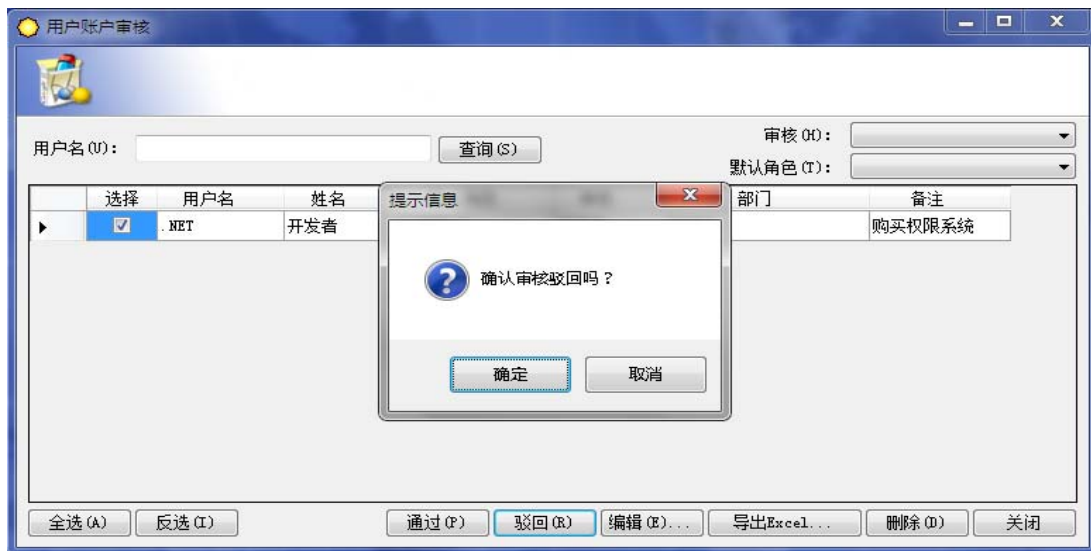 用户账户审核
用户名(U):
查询(S)
审核(H):
默认角色(T):
选择 用户名 姓名 部门 备注
.NET 开发者 购买权限系统
提示信息
确认审核驳回吗？
确定 取消
全选(A) 反选(I) 通过(P) 驳回(R) 编辑(E)... 导出Excel... 删除(D) 关闭